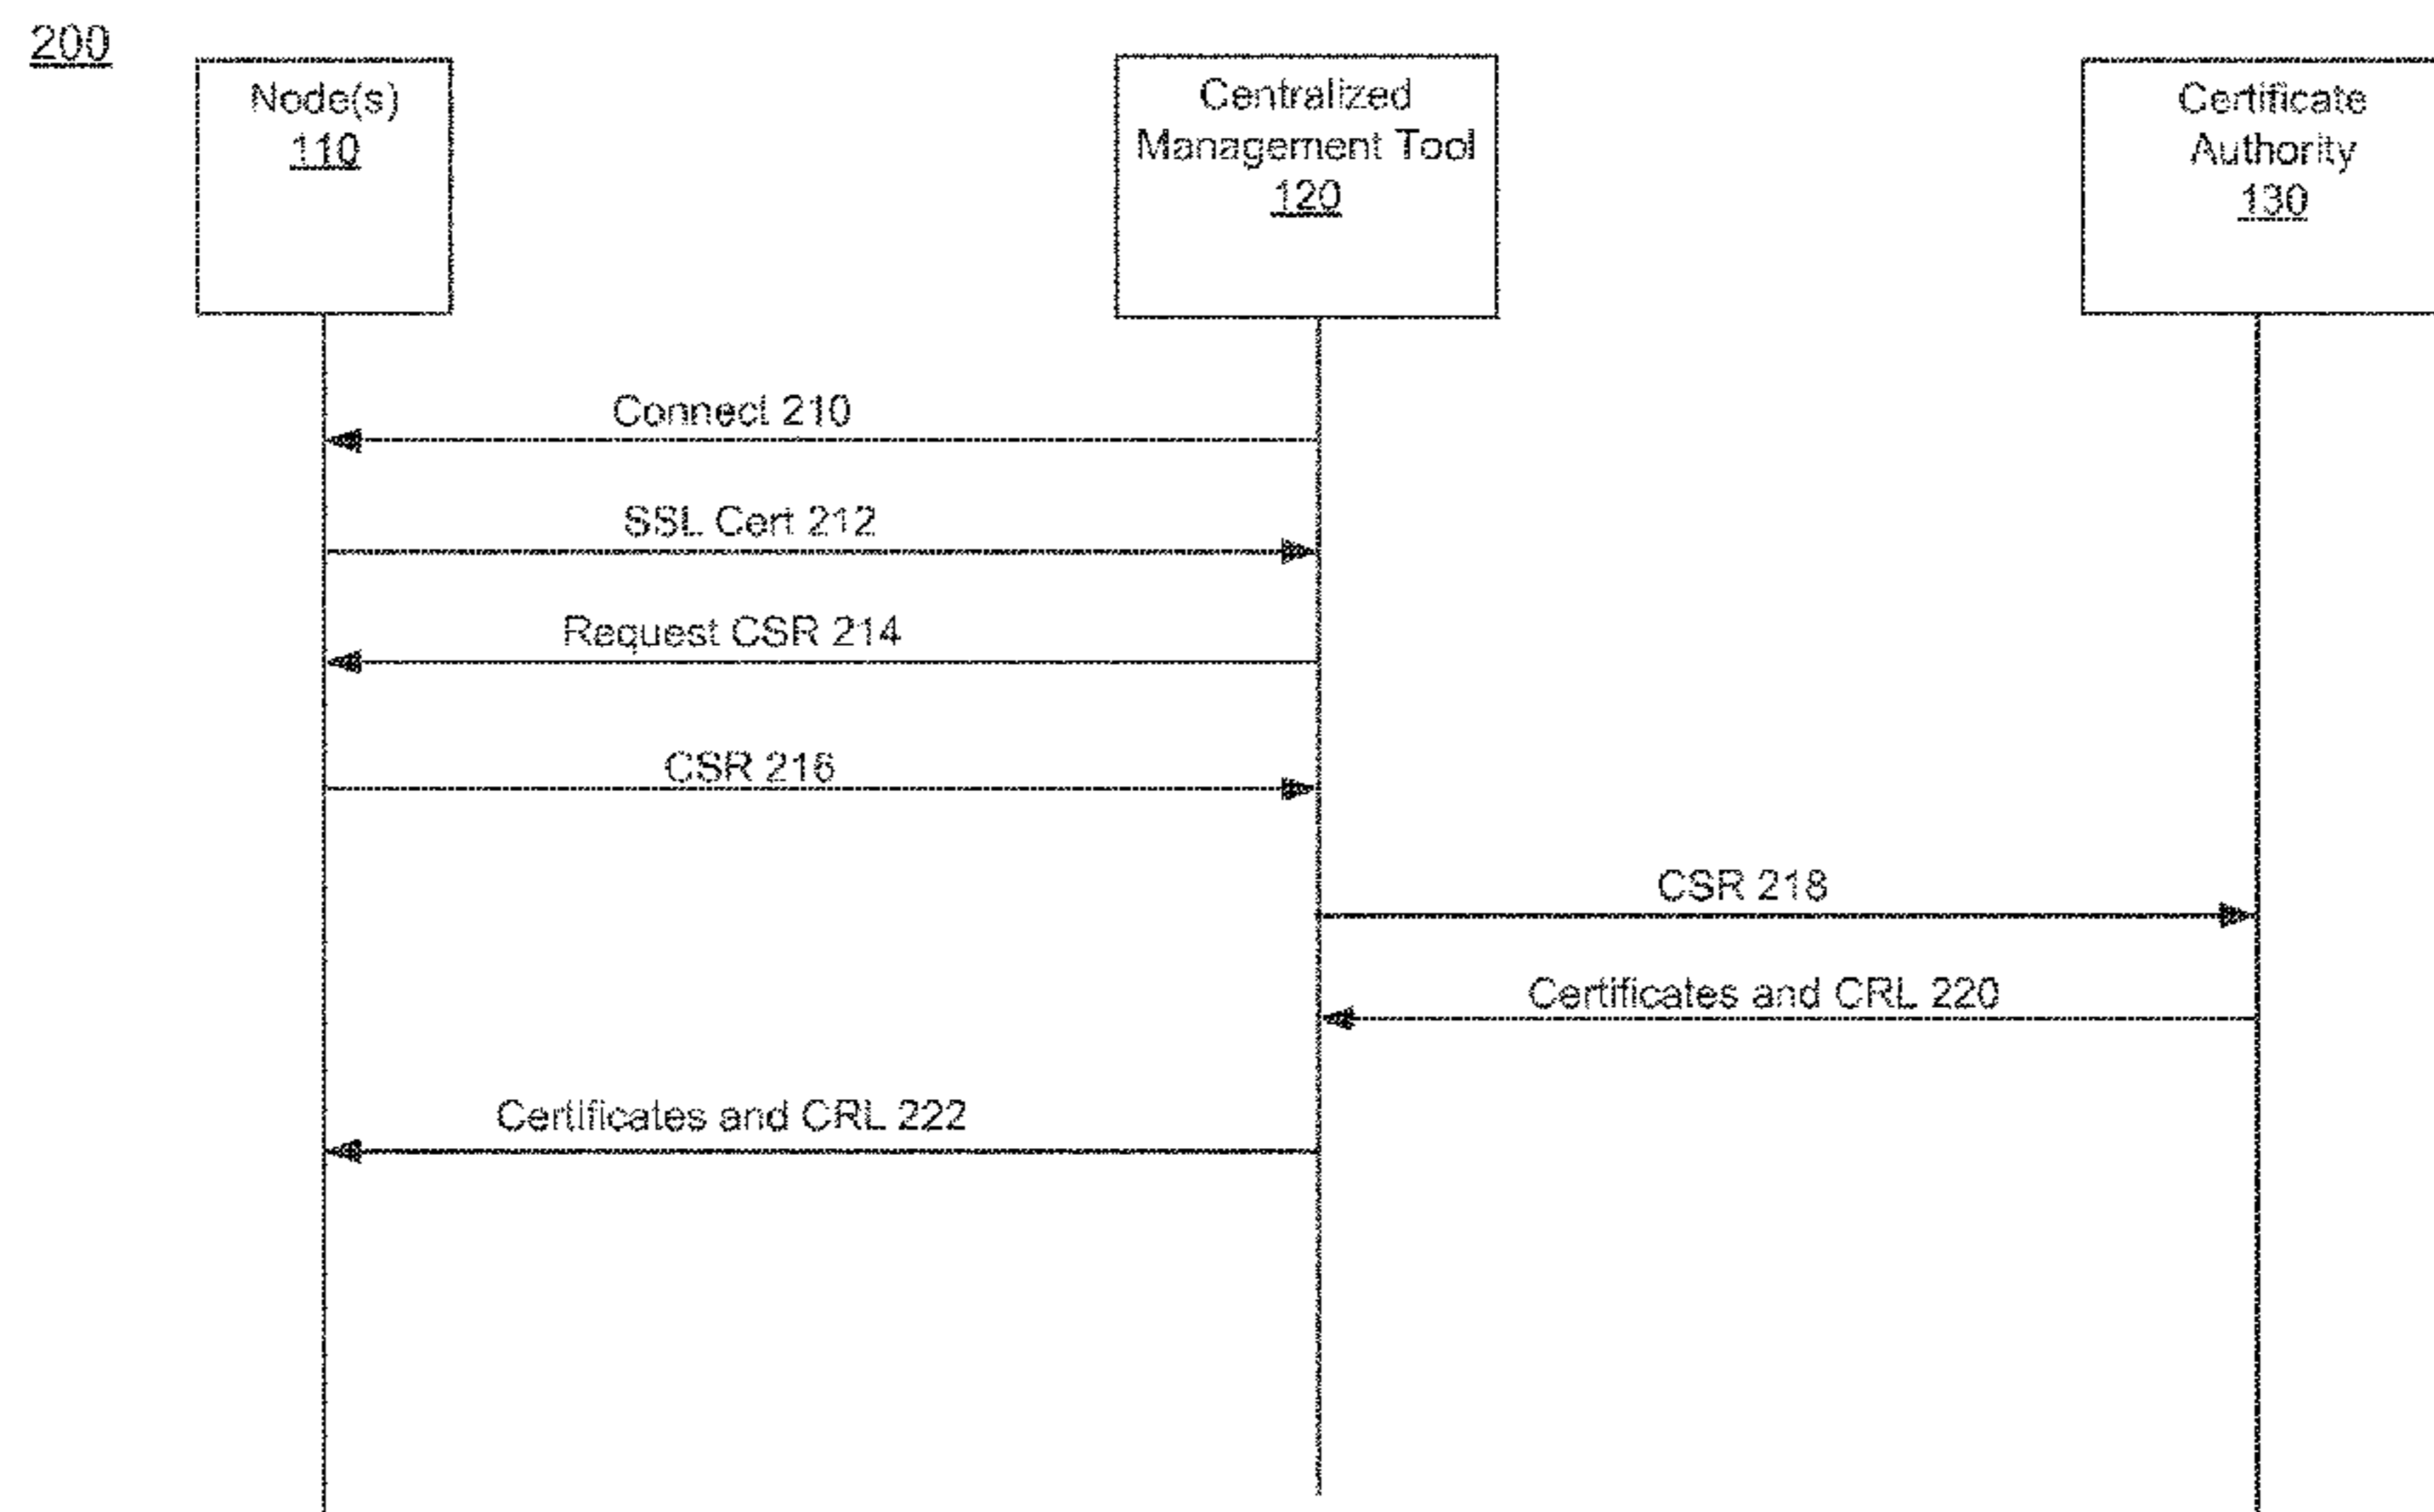 200
Node(s)
110
Centralized
Management Tool
120
Certificate
Authority
130
Connect 210
SSL Cert 212
Request CSR 214
CSR 216
CSR 218
Certificates and CRL 220
Certificates and CRL 222